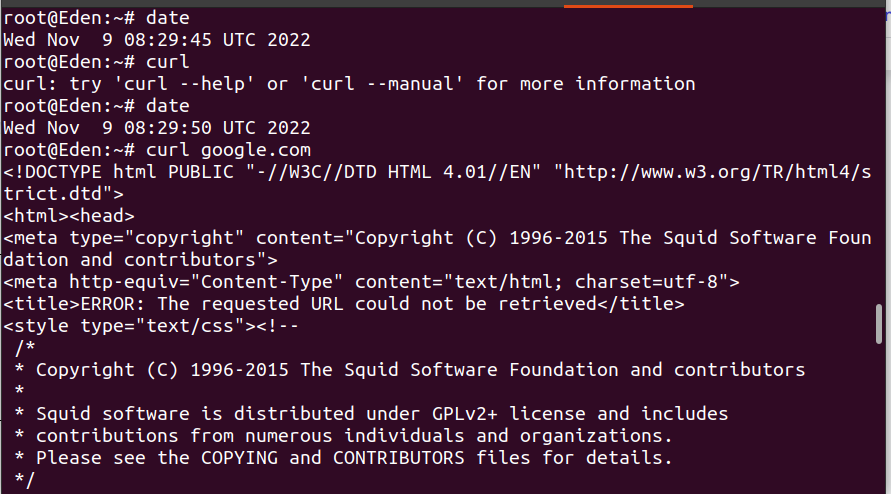 root@Eden:~# date
Wed Nov  9 08:29:45 UTC 2022
root@Eden:~# curl
curl: try 'curl --help' or 'curl --manual' for more information
root@Eden:~# date
Wed Nov  9 08:29:50 UTC 2022
root@Eden:~# curl google.com
<!DOCTYPE html PUBLIC "-//W3C//DTD HTML 4.01//EN" "http://www.w3.org/TR/html4/s
trict.dtd">
<html><head>
<meta type="copyright" content="Copyright (C) 1996-2015 The Squid Software Foun
dation and contributors">
<meta http-equiv="Content-Type" content="text/html; charset=utf-8">
<title>ERROR: The requested URL could not be retrieved</title>
<style type="text/css"><!--
 /*
 * Copyright (C) 1996-2015 The Squid Software Foundation and contributors
 *
 * Squid software is distributed under GPLv2+ license and includes
 * contributions from numerous individuals and organizations.
 * Please see the COPYING and CONTRIBUTORS files for details.
 */